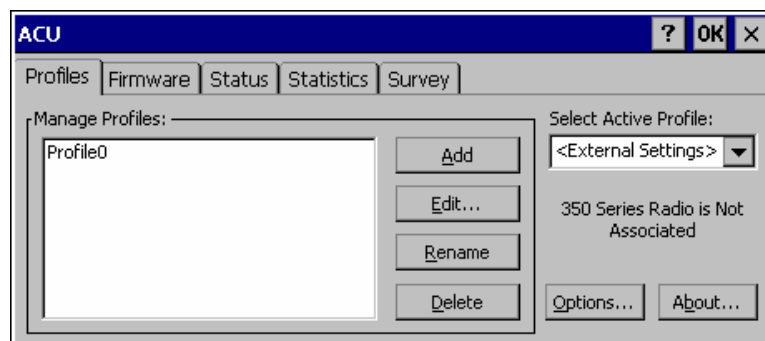 ACU ? OK ×
Profiles Firmware Status Statistics Survey
Manage Profiles:
Profile0
Add
Edit...
Rename
Delete
Select Active Profile:
<External Settings>
350 Series Radio is Not
Associated
Options... About...